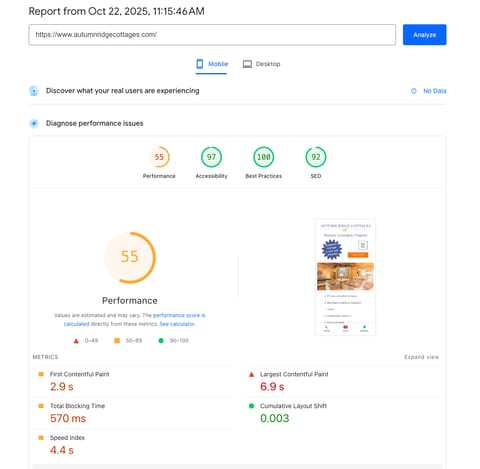 Report from Oct 22, 2025, 11:15:46 AM
https://www.autumnridgecottages.com/
Analyze
Mobile
Desktop
Discover what your real users are experiencing
No Data
Diagnose performance issues
55
97
100
92
Performance
Accessibility
Best Practices
SEO
AUTUMN RIDGE COTTAGES
55
Performance
Values are estimated and may vary. The performance score is
calculated directly from these metrics. See calculator.
0–49
50–89
90–100
METRICS
Expand view
First Contentful Paint
2.9 s
Largest Contentful Paint
6.9 s
Total Blocking Time
570 ms
Cumulative Layout Shift
0.003
Speed Index
4.4 s